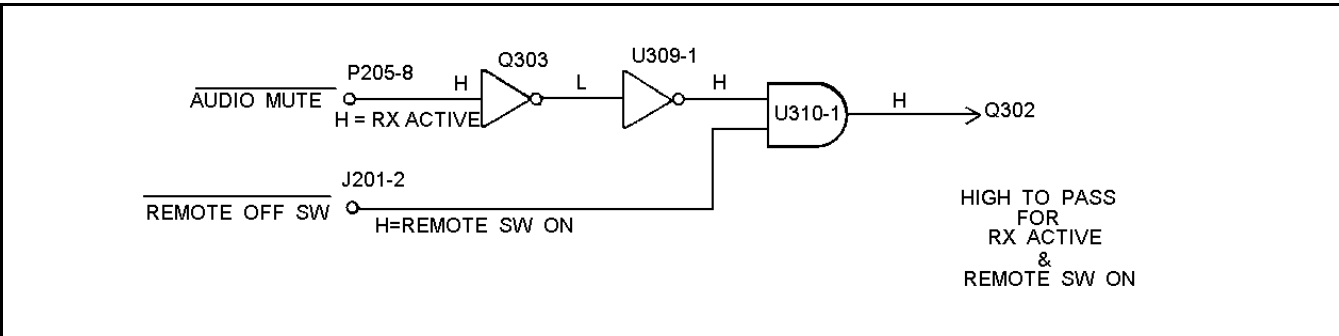 Q303
U309-1
P205-8
H
L
H
AUDIO MUTE
H = RX ACTIVE
U310-1
H
Q302
J201-2
REMOTE OFF SW
H=REMOTE SW ON
HIGH TO PASS
FOR
RX ACTIVE
&
REMOTE SW ON